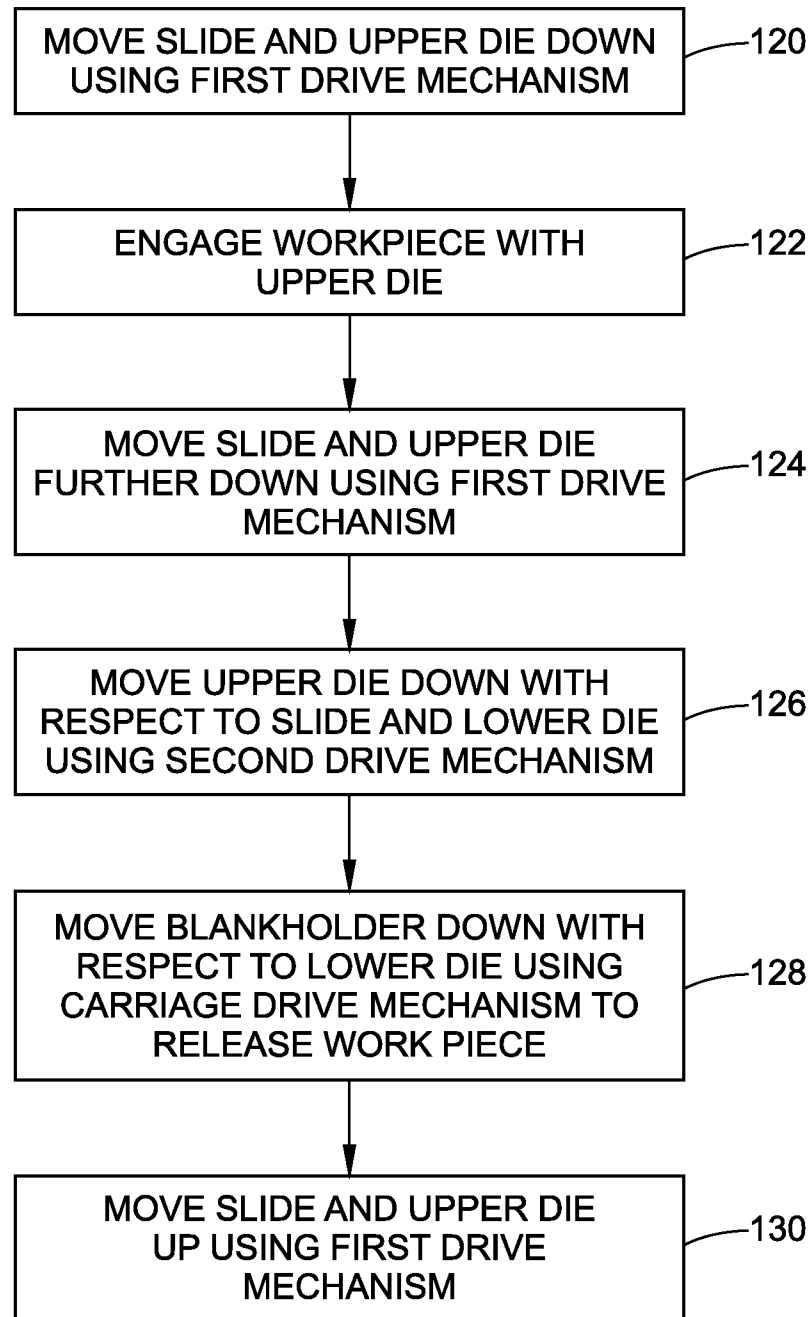 MOVE SLIDE AND UPPER DIE DOWN
USING FIRST DRIVE MECHANISM
120
ENGAGE WORKPIECE WITH
UPPER DIE
122
MOVE SLIDE AND UPPER DIE
FURTHER DOWN USING FIRST DRIVE
MECHANISM
124
MOVE UPPER DIE DOWN WITH
RESPECT TO SLIDE AND LOWER DIE
USING SECOND DRIVE MECHANISM
126
MOVE BLANKHOLDER DOWN WITH
RESPECT TO LOWER DIE USING
CARRIAGE DRIVE MECHANISM TO
RELEASE WORK PIECE
128
MOVE SLIDE AND UPPER DIE
UP USING FIRST DRIVE
MECHANISM
130